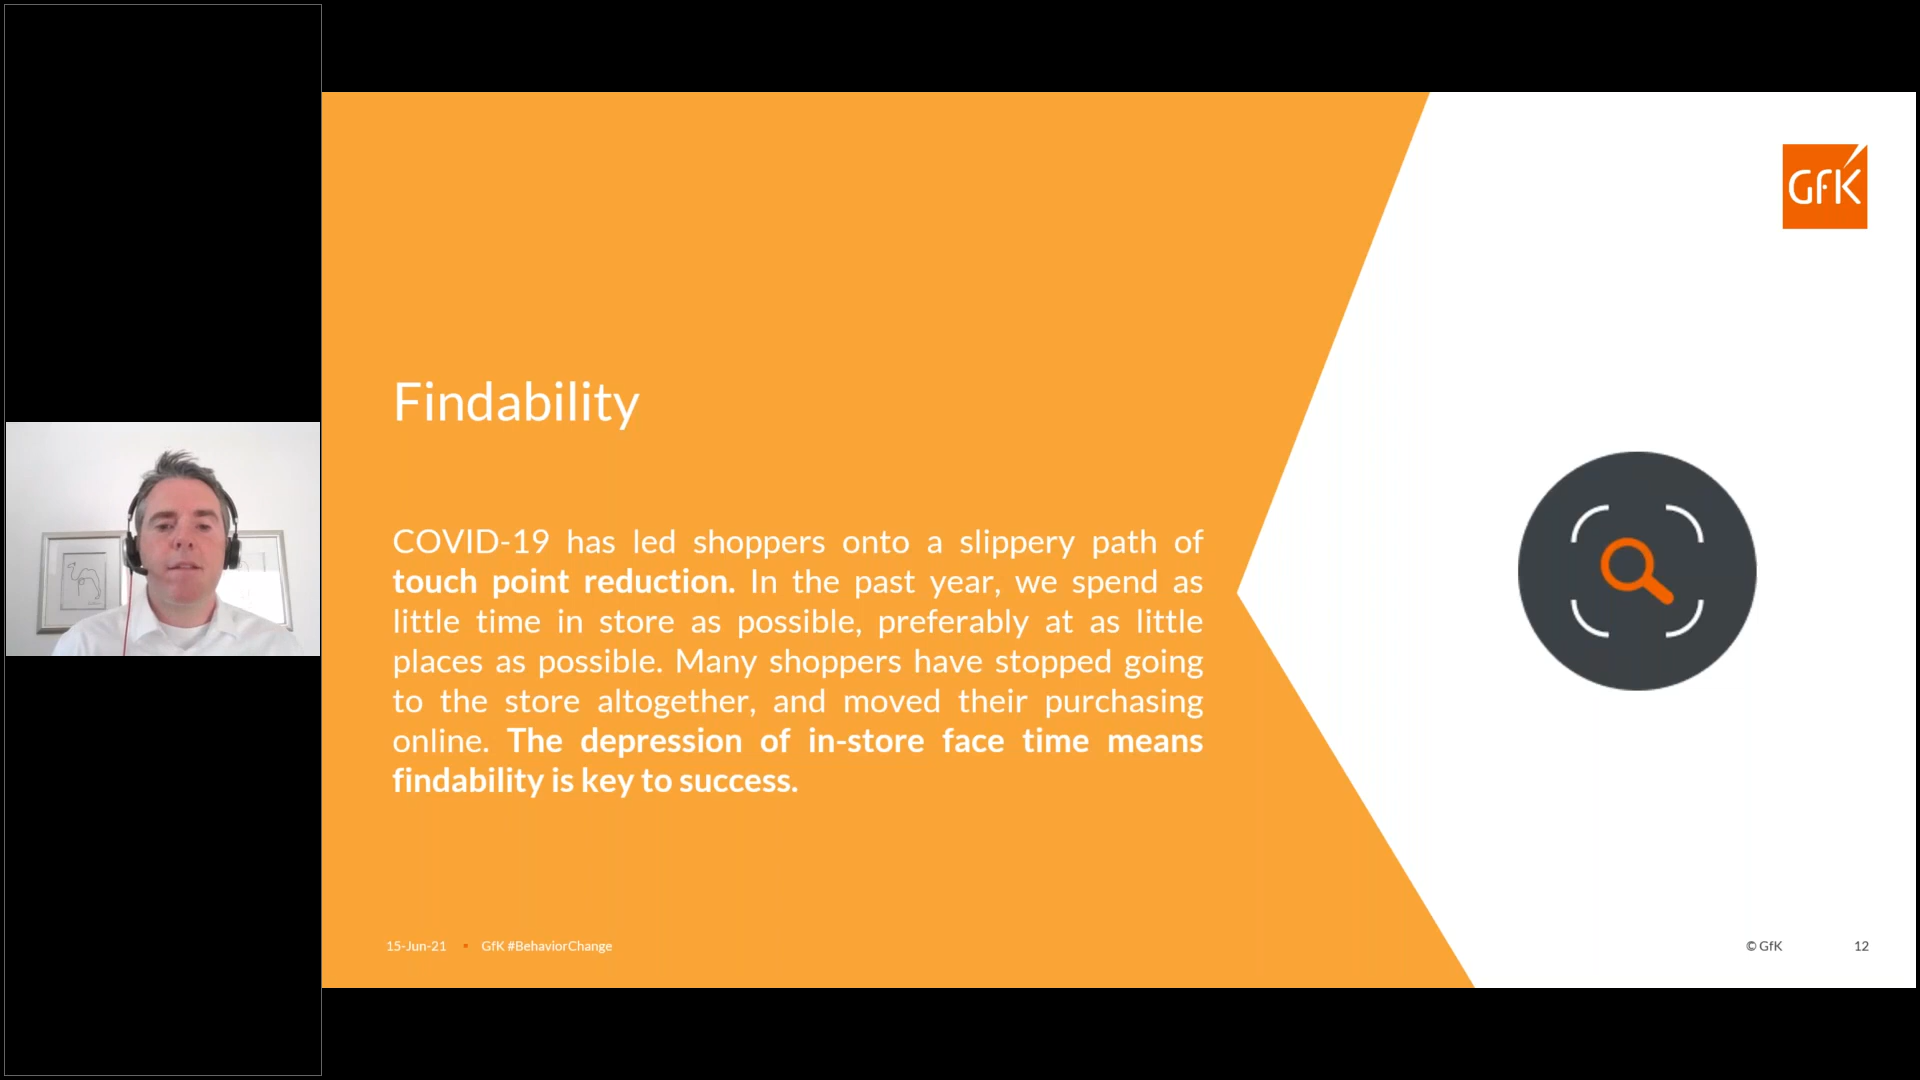 GfK
Findability
COVID-19 has led shoppers onto a slippery path of
touch point reduction. In the past year, we spend as
little time in store as possible, preferably at as little
places as possible. Many shoppers have stopped going
to the store altogether, and moved their purchasing
online. The depression of in-store face time means
findability is key to success.
15-Jun-21 ▪ GfK #BehaviorChange
© GfK 12